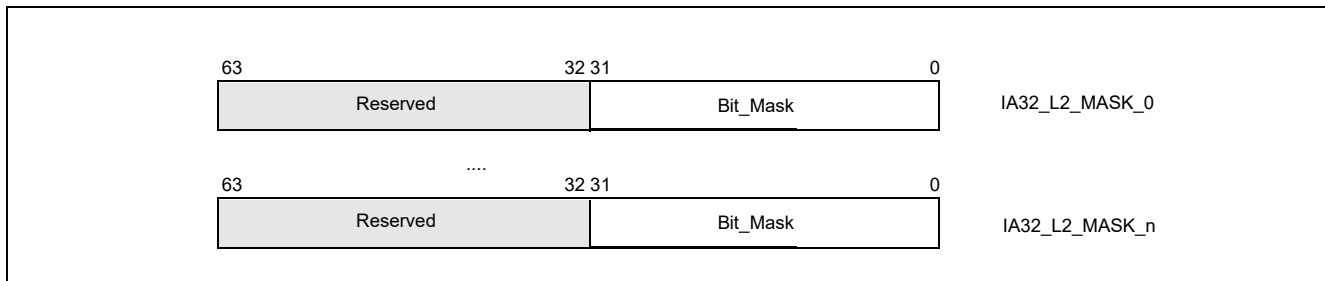 63 32 31 0
Reserved Bit_Mask IA32_L2_MASK_0
....
63 32 31 0
Reserved Bit_Mask IA32_L2_MASK_n